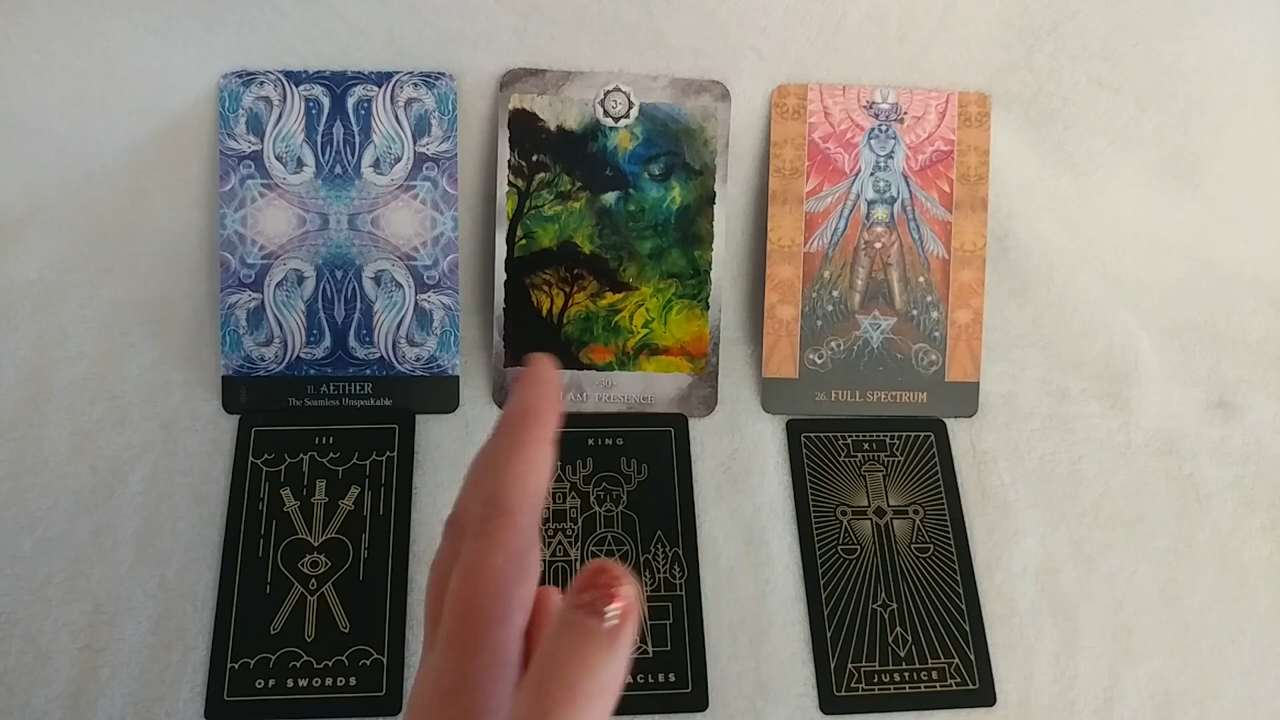 11. AETHER
The Seamless Unspeakable
·30·
AM PRESENCE
26. FULL SPECTRUM
III
OF SWORDS
KING
ACLES
XI
JUSTICE